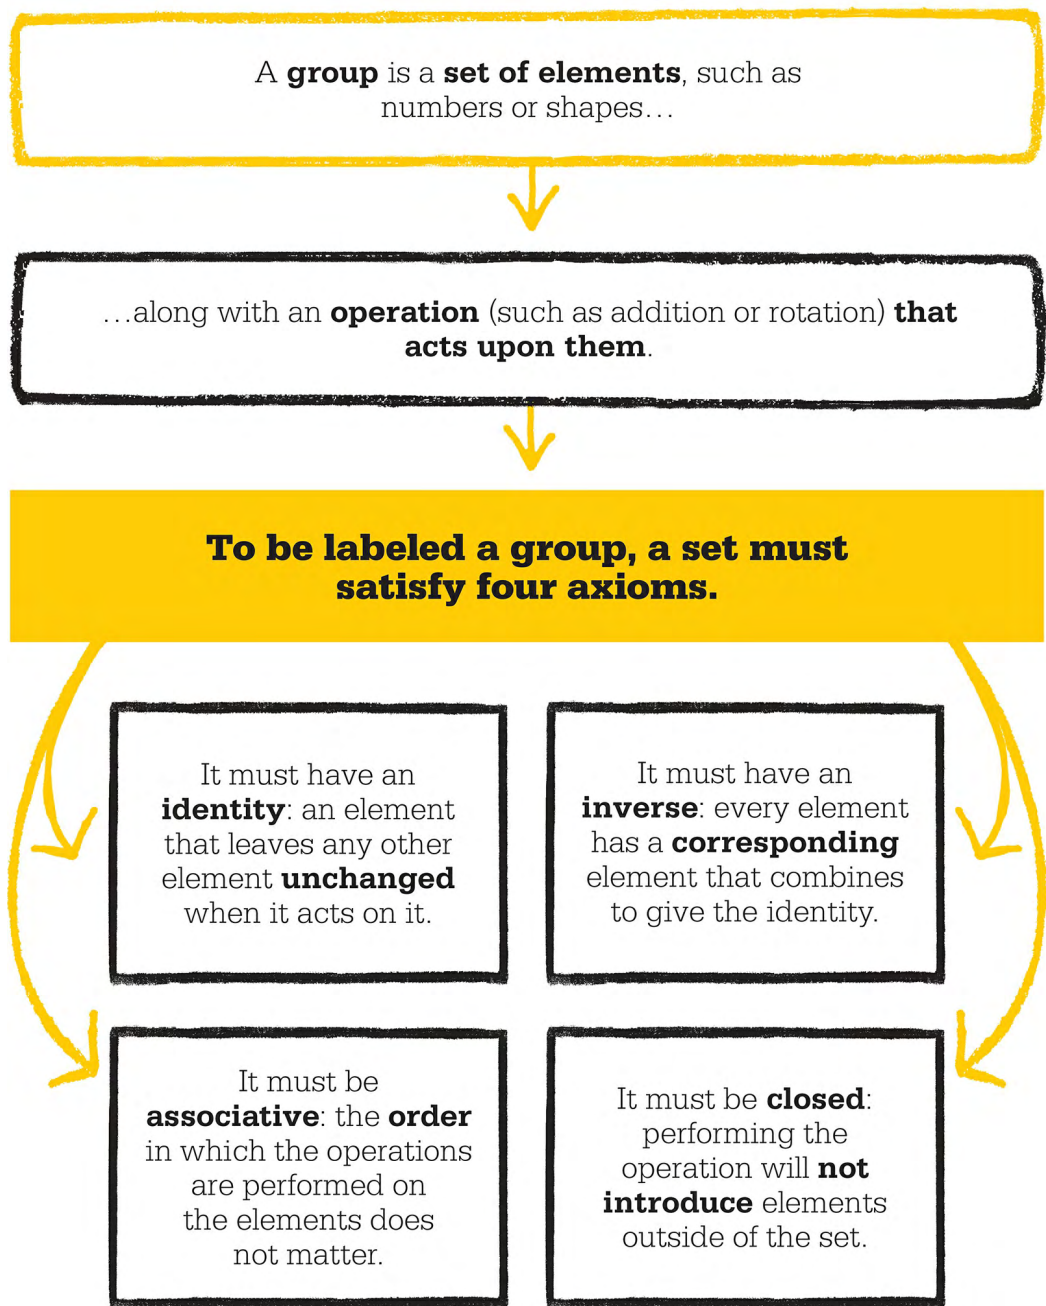 A group is a set of elements, such as
numbers or shapes...
...along with an operation (such as addition or rotation) that
acts upon them.
To be labeled a group, a set must
satisfy four axioms.
It must have an
identity: an element
that leaves any other
element unchanged
when it acts on it.
It must have an
inverse: every element
has a corresponding
element that combines
to give the identity.
It must be
associative: the order
in which the operations
are performed on
the elements does
not matter.
It must be closed:
performing the
operation will not
introduce elements
outside of the set.